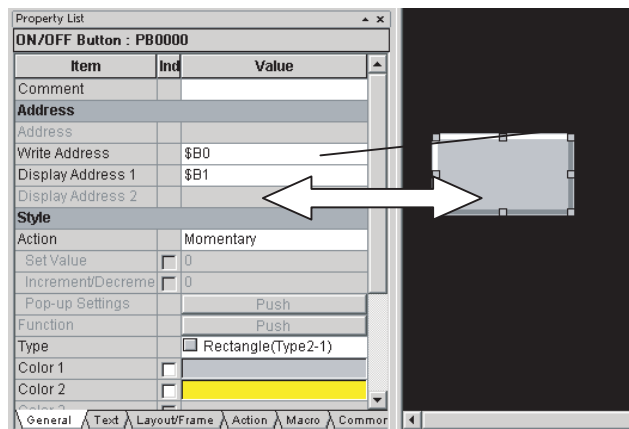 Property List
ON/OFF Button : PB0000
Item Ind Value
Comment
Address
Address
Write Address $B0
Display Address 1 $B1
Display Address 2
Style
Action Momentary
Set Value 0
Increment/Decreme 0
Pop-up Settings Push
Function Push
Type Rectangle(Type2-1)
Color 1
Color 2
General Text Layout/Frame Action Macro Commor